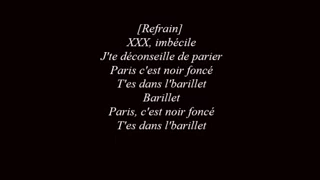 [Refrain]
XXX, imbécile
J'te déconseille de parier
Paris c'est noir foncé
T'es dans l'barillet
Barillet
Paris, c'est noir foncé
T'es dans l'barillet